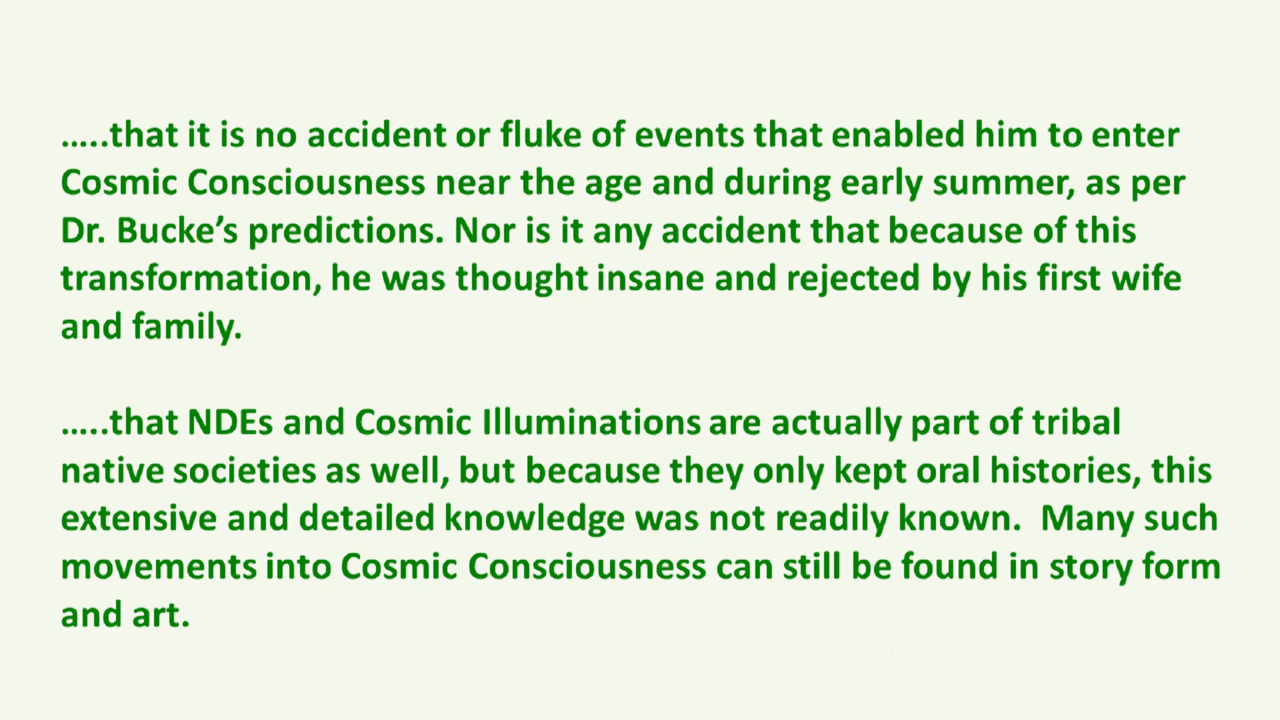 .....that it is no accident or fluke of events that enabled him to enter
Cosmic Consciousness near the age and during early summer, as per
Dr. Bucke’s predictions. Nor is it any accident that because of this
transformation, he was thought insane and rejected by his first wife
and family.
.....that NDEs and Cosmic Illuminations are actually part of tribal
native societies as well, but because they only kept oral histories, this
extensive and detailed knowledge was not readily known.  Many such
movements into Cosmic Consciousness can still be found in story form
and art.